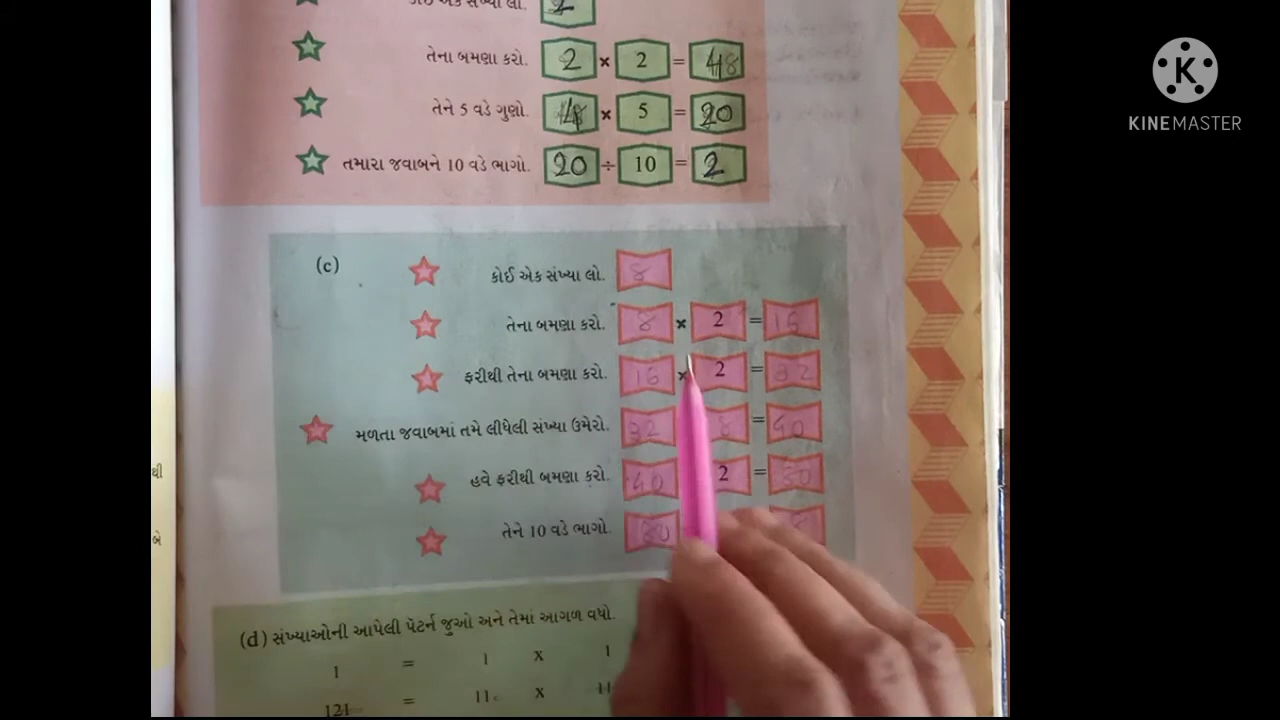 કોઈ એક સંખ્યા લો. 2
તેના બમણા કરો. 2 × 2 = 4
તેને 5 વડે ગુણો. 4 × 5 = 20
તમારા જવાબને 10 વડે ભાગો. 20 ÷ 10 = 2
(c) કોઈ એક સંખ્યા લો. 8
તેના બમણા કરો. 8 × 2 = 16
ફરીથી તેના બમણા કરો. 16 × 2 = 32
મળતા જવાબમાં તમે લીધેલી સંખ્યા ઉમેરો. 32 8 = 40
હવે ફરીથી બમણા કરો. 40 2 = 80
તેને 10 વડે ભાગો. 80 8
(d) સંખ્યાઓની આપેલી પેટર્ન જુઓ અને તેમાં આગળ વધો.
1 = 1 x 1
121 = 11 x 11
થી
બે
K
KINEMASTER